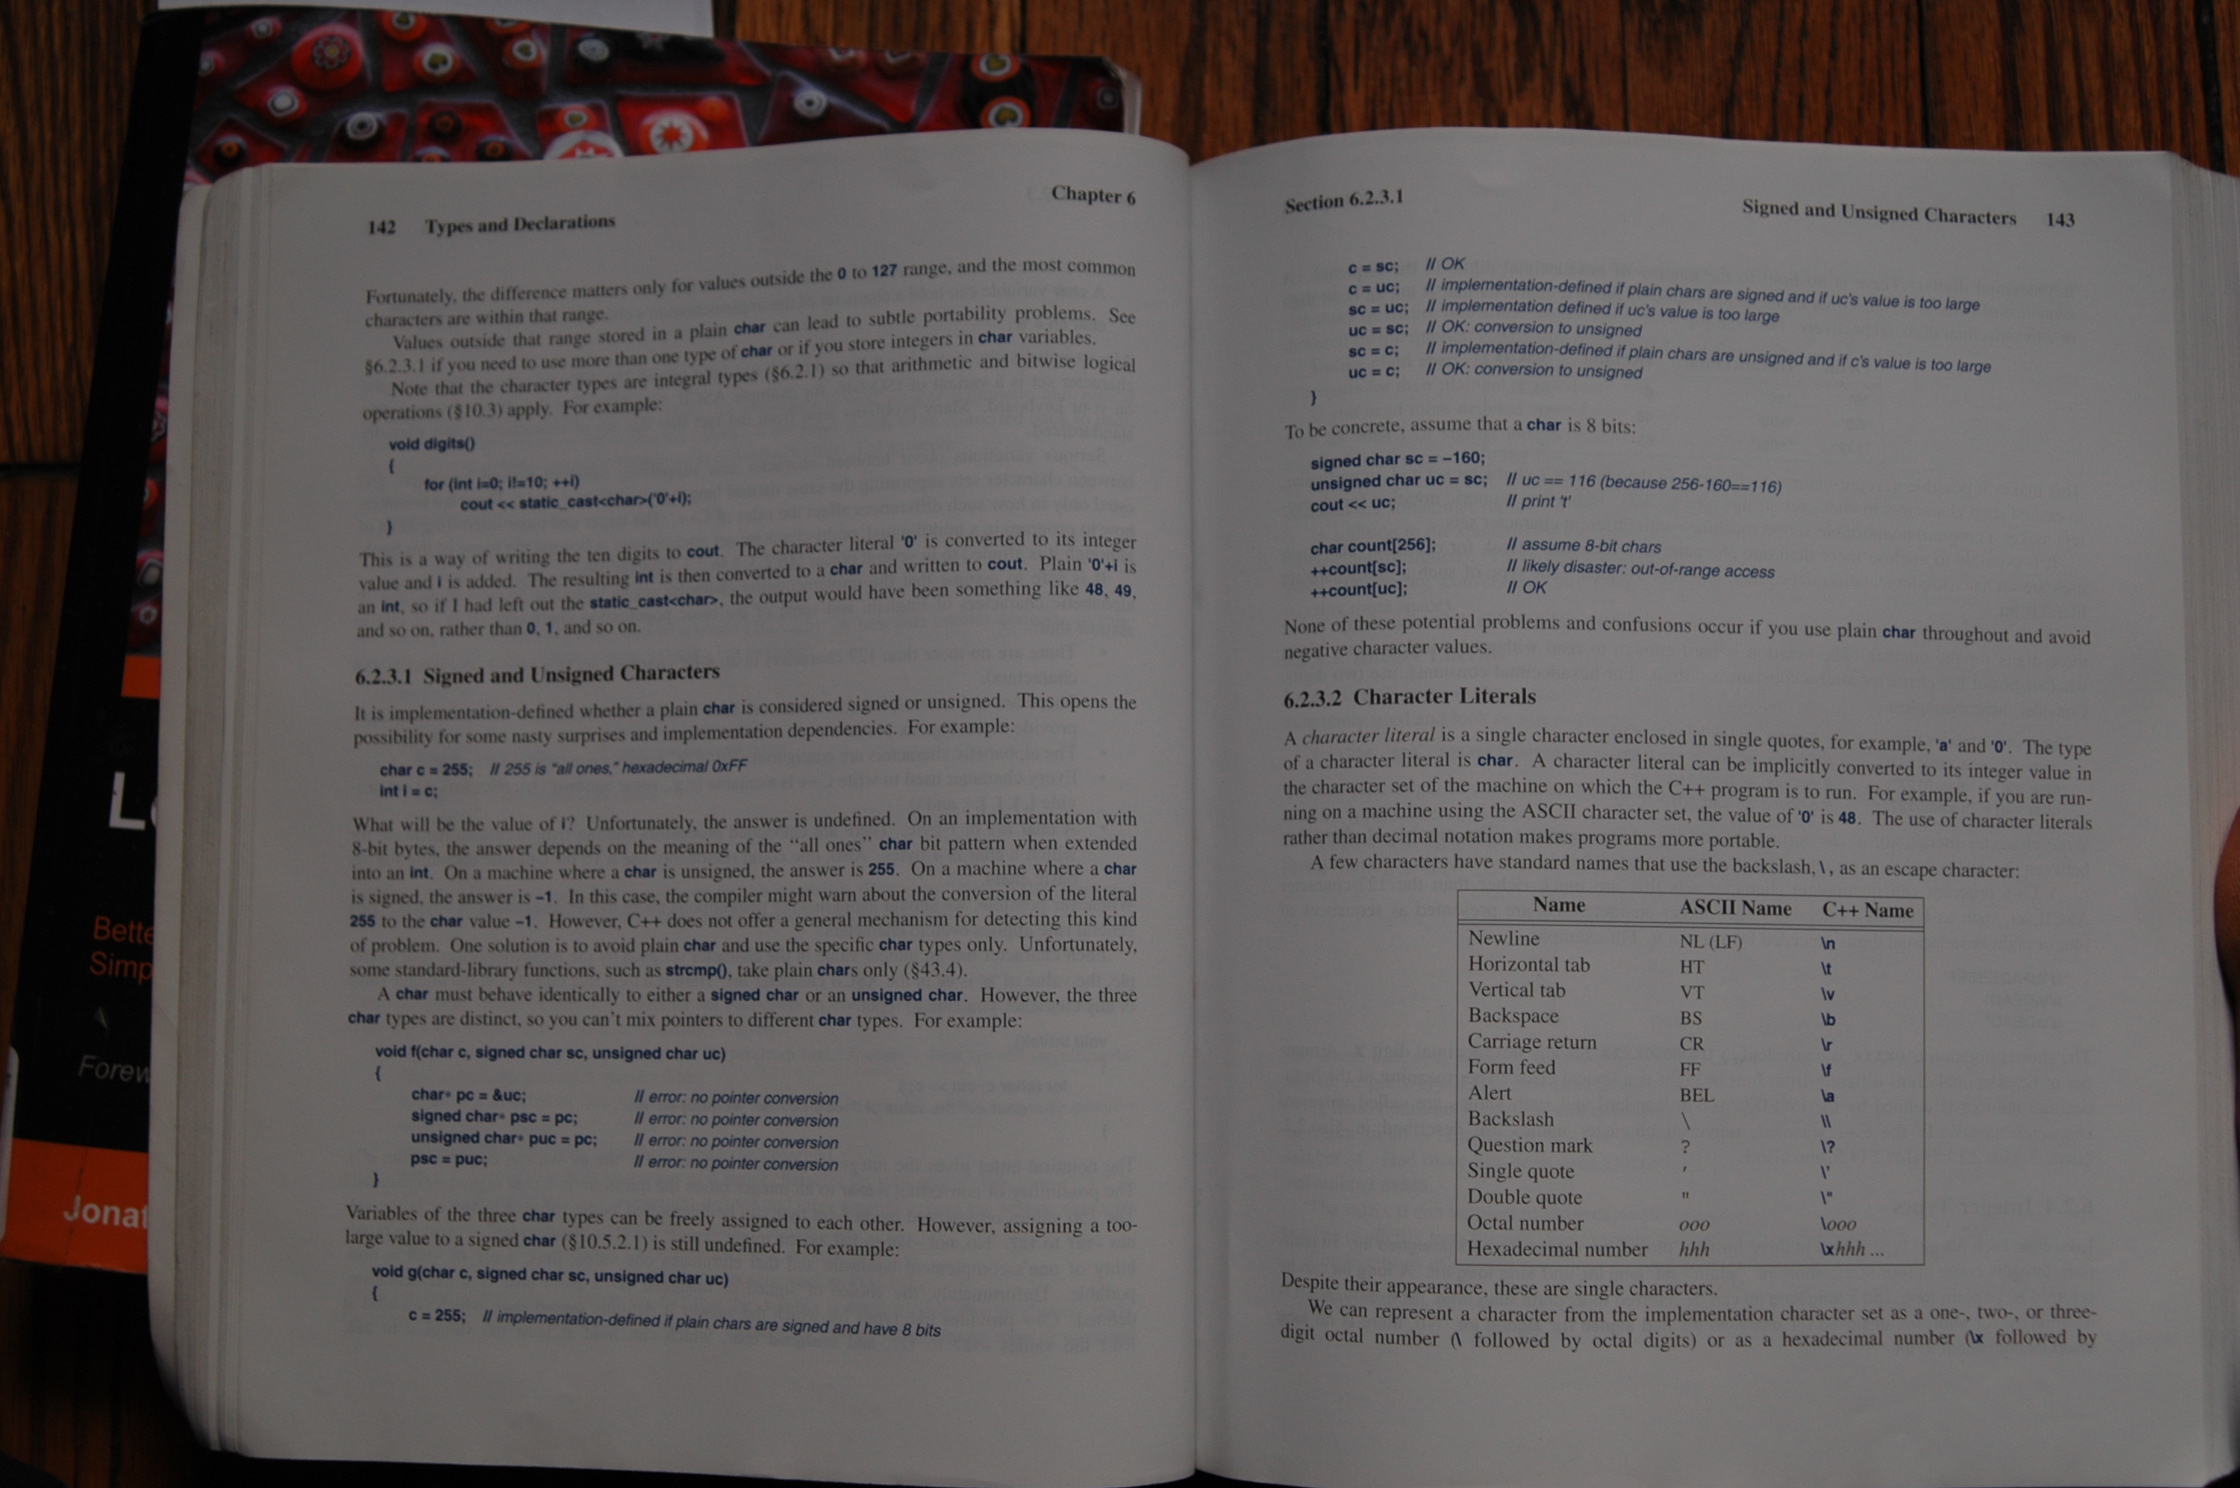 142 Types and Declarations Chapter 6
Fortunately, the difference matters only for values outside the 0 to 127 range, and the most common
characters are within that range.
Values outside that range stored in a plain char can lead to subtle portability problems. See
§6.2.3.1 if you need to use more than one type of char or if you store integers in char variables.
Note that the character types are integral types (§6.2.1) so that arithmetic and bitwise logical
operations (§10.3) apply. For example:
void digits()
{
for (int i=0; i!=10; ++i)
cout << static_cast<char>('0'+i);
}
This is a way of writing the ten digits to cout. The character literal '0' is converted to its integer
value and i is added. The resulting int is then converted to a char and written to cout. Plain '0'+i is
an int, so if I had left out the static_cast<char>, the output would have been something like 48, 49,
and so on, rather than 0, 1, and so on.
6.2.3.1 Signed and Unsigned Characters
It is implementation-defined whether a plain char is considered signed or unsigned. This opens the
possibility for some nasty surprises and implementation dependencies. For example:
char c = 255; // 255 is "all ones," hexadecimal 0xFF
int i = c;
What will be the value of i? Unfortunately, the answer is undefined. On an implementation with
8-bit bytes, the answer depends on the meaning of the "all ones" char bit pattern when extended
into an int. On a machine where a char is unsigned, the answer is 255. On a machine where a char
is signed, the answer is −1. In this case, the compiler might warn about the conversion of the literal
255 to the char value −1. However, C++ does not offer a general mechanism for detecting this kind
of problem. One solution is to avoid plain char and use the specific char types only. Unfortunately,
some standard-library functions, such as strcmp(), take plain chars only (§43.4).
A char must behave identically to either a signed char or an unsigned char. However, the three
char types are distinct, so you can't mix pointers to different char types. For example:
void f(char c, signed char sc, unsigned char uc)
{
char* pc = &uc; // error: no pointer conversion
signed char* psc = pc; // error: no pointer conversion
unsigned char* puc = pc; // error: no pointer conversion
psc = puc; // error: no pointer conversion
}
Variables of the three char types can be freely assigned to each other. However, assigning a too-
large value to a signed char (§10.5.2.1) is still undefined. For example:
void g(char c, signed char sc, unsigned char uc)
{
c = 255; // implementation-defined if plain chars are signed and have 8 bits
Section 6.2.3.1 Signed and Unsigned Characters 143
c = sc; // OK
c = uc; // implementation-defined if plain chars are signed and if uc's value is too large
sc = uc; // implementation defined if uc's value is too large
uc = sc; // OK: conversion to unsigned
sc = c; // implementation-defined if plain chars are unsigned and if c's value is too large
uc = c; // OK: conversion to unsigned
}
To be concrete, assume that a char is 8 bits:
signed char sc = −160;
unsigned char uc = sc; // uc == 116 (because 256-160==116)
cout << uc; // print 't'
char count[256]; // assume 8-bit chars
++count[sc]; // likely disaster: out-of-range access
++count[uc]; // OK
None of these potential problems and confusions occur if you use plain char throughout and avoid
negative character values.
6.2.3.2 Character Literals
A character literal is a single character enclosed in single quotes, for example, 'a' and '0'. The type
of a character literal is char. A character literal can be implicitly converted to its integer value in
the character set of the machine on which the C++ program is to run. For example, if you are run-
ning on a machine using the ASCII character set, the value of '0' is 48. The use of character literals
rather than decimal notation makes programs more portable.
A few characters have standard names that use the backslash, \, as an escape character:
Name ASCII Name C++ Name
Newline NL (LF) \n
Horizontal tab HT \t
Vertical tab VT \v
Backspace BS \b
Carriage return CR \r
Form feed FF \f
Alert BEL \a
Backslash \ \\
Question mark ? \?
Single quote ' \'
Double quote " \"
Octal number ooo \ooo
Hexadecimal number hhh \xhhh ...
Despite their appearance, these are single characters.
We can represent a character from the implementation character set as a one-, two-, or three-
digit octal number (\ followed by octal digits) or as a hexadecimal number (\x followed by
Bette
Simp
Forew
Jonat